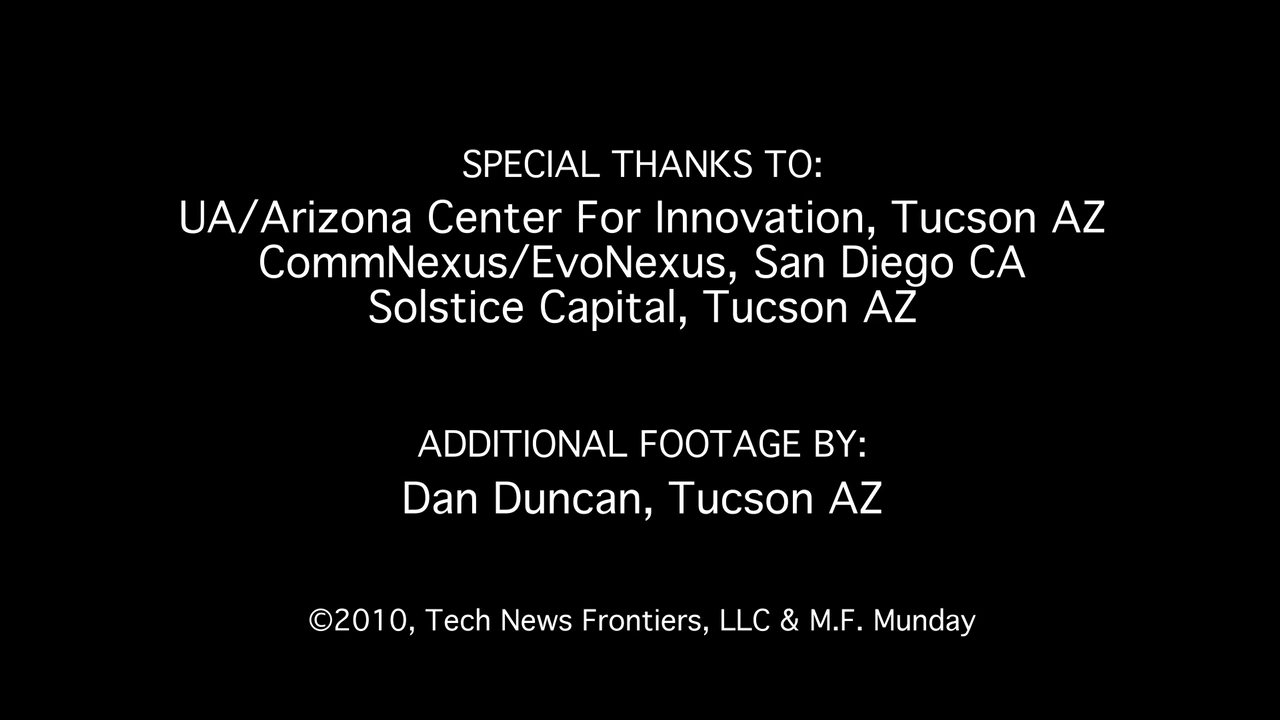 SPECIAL THANKS TO:
UA/Arizona Center For Innovation, Tucson AZ
CommNexus/EvoNexus, San Diego CA
Solstice Capital, Tucson AZ
ADDITIONAL FOOTAGE BY:
Dan Duncan, Tucson AZ
©2010, Tech News Frontiers, LLC & M.F. Munday